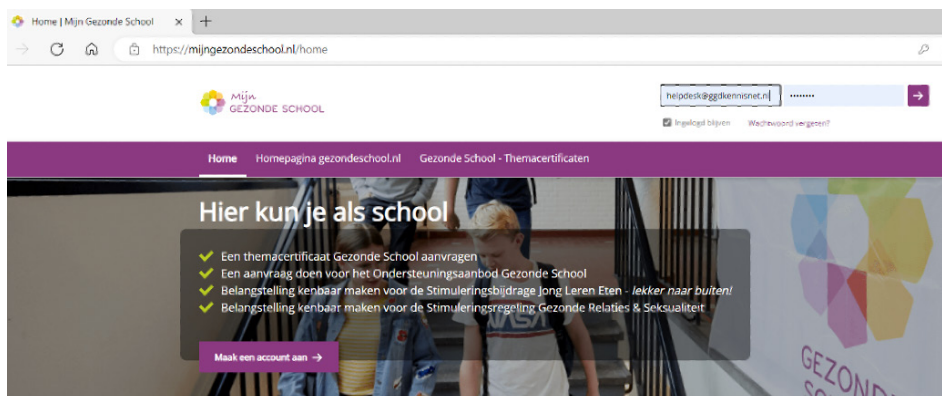 Home | Mijn Gezonde School
https://mijngezondeschool.nl/home
Mijn
GEZONDE SCHOOL
helpdesk@ggdkennisnet.nl ········
Ingelogd blijven Wachtwoord vergeten?
Home Homepagina gezondeschool.nl Gezonde School - Themacertificaten
Hier kun je als school
Een themacertificaat Gezonde School aanvragen
Een aanvraag doen voor het Ondersteuningsaanbod Gezonde School
Belangstelling kenbaar maken voor de Stimuleringsbijdrage Jong Leren Eten - lekker naar buiten!
Belangstelling kenbaar maken voor de Stimuleringsregeling Gezonde Relaties & Seksualiteit
Maak een account aan →
GEZOND